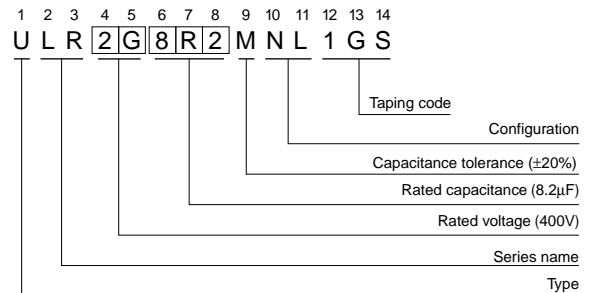 1 2 3 4 5 6 7 8 9 10 11 12 13 14
U L R 2 G 8 R 2 M N L 1 G S
Taping code
Configuration
Capacitance tolerance (±20%)
Rated capacitance (8.2µF)
Rated voltage (400V)
Series name
Type